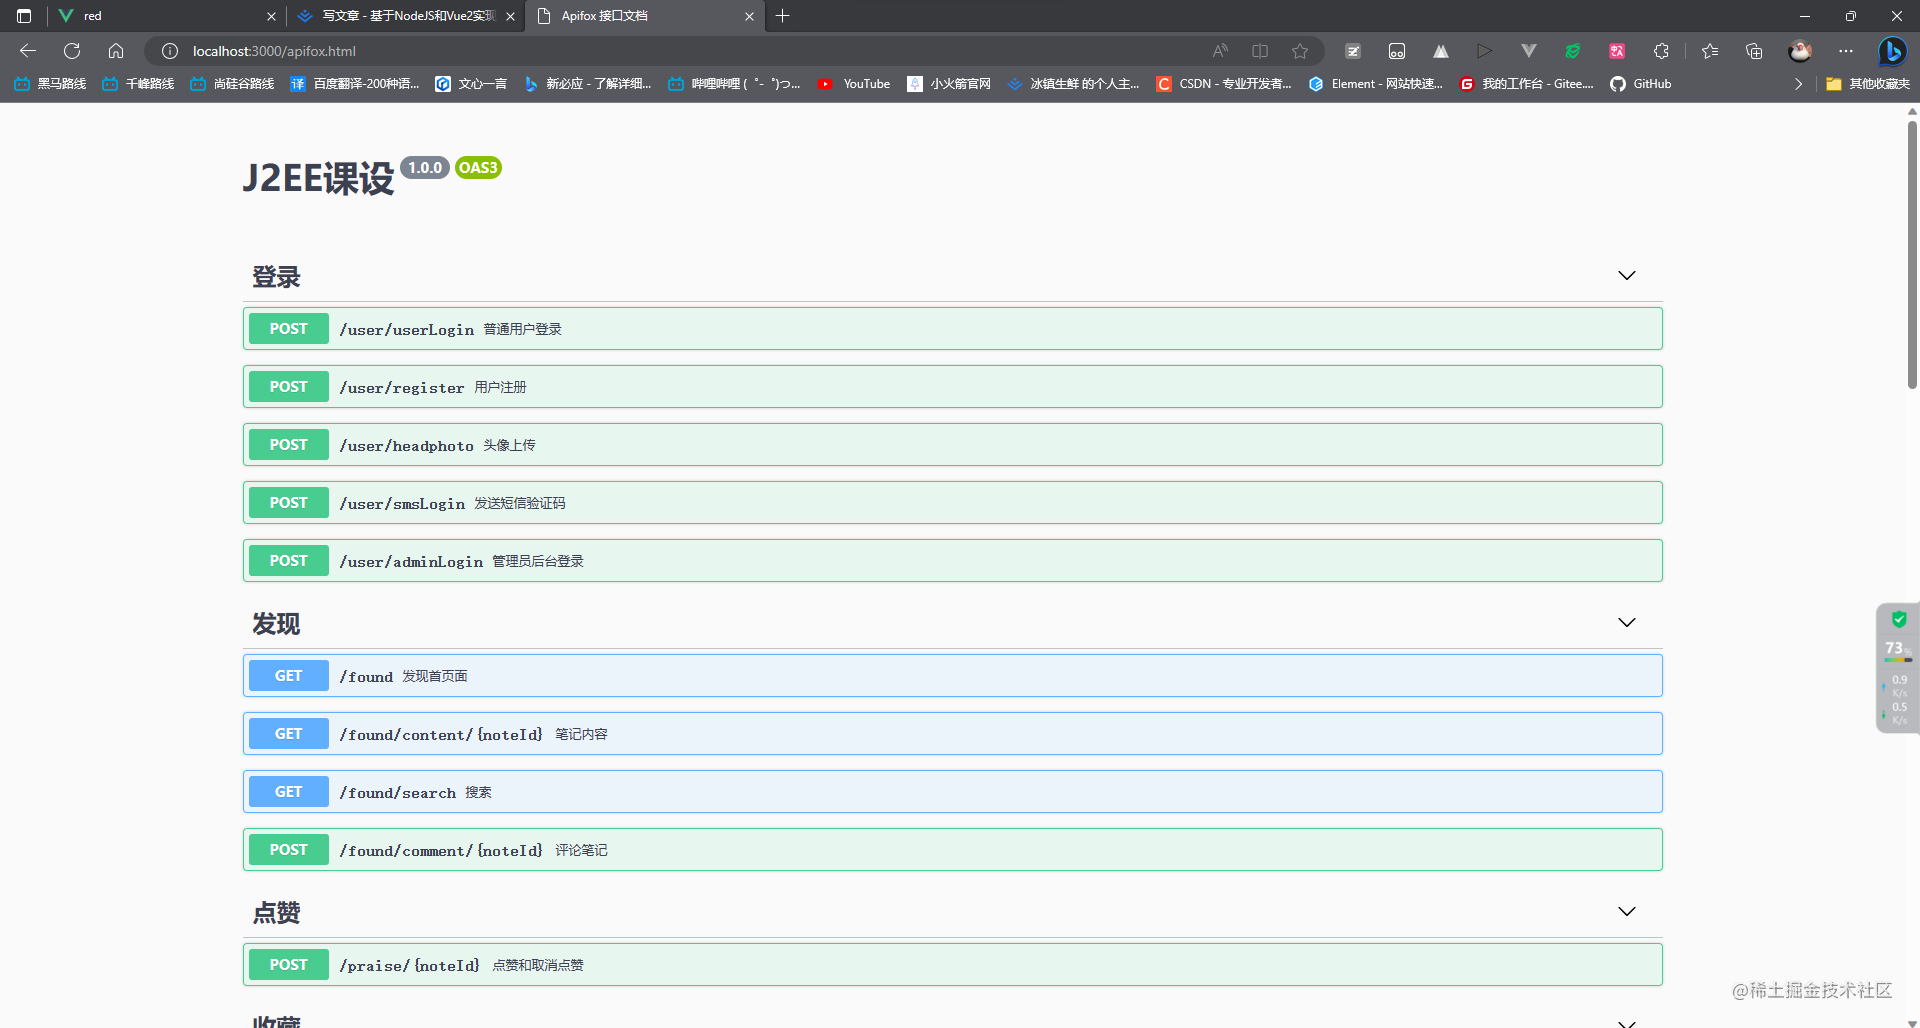 red
写文章 - 基于NodeJS和Vue2实现
Apifox 接口文档
localhost:3000/apifox.html
黑马路线
千峰路线
尚硅谷路线
译 百度翻译-200种语...
文心一言
新必应 - 了解详细...
哔哩哔哩 ( ゜- ゜)つ...
YouTube
小火箭官网
冰镇生鲜 的个人主...
CSDN - 专业开发者...
Element - 网站快速...
我的工作台 - Gitee....
GitHub
其他收藏夹
J2EE课设 1.0.0 OAS3
登录
POST /user/userLogin 普通用户登录
POST /user/register 用户注册
POST /user/headphoto 头像上传
POST /user/smsLogin 发送短信验证码
POST /user/adminLogin 管理员后台登录
发现
GET /found 发现首页面
GET /found/content/{noteId} 笔记内容
GET /found/search 搜索
POST /found/comment/{noteId} 评论笔记
点赞
POST /praise/{noteId} 点赞和取消点赞
收藏
73%
0.9
K/s
0.5
K/s
@稀土掘金技术社区